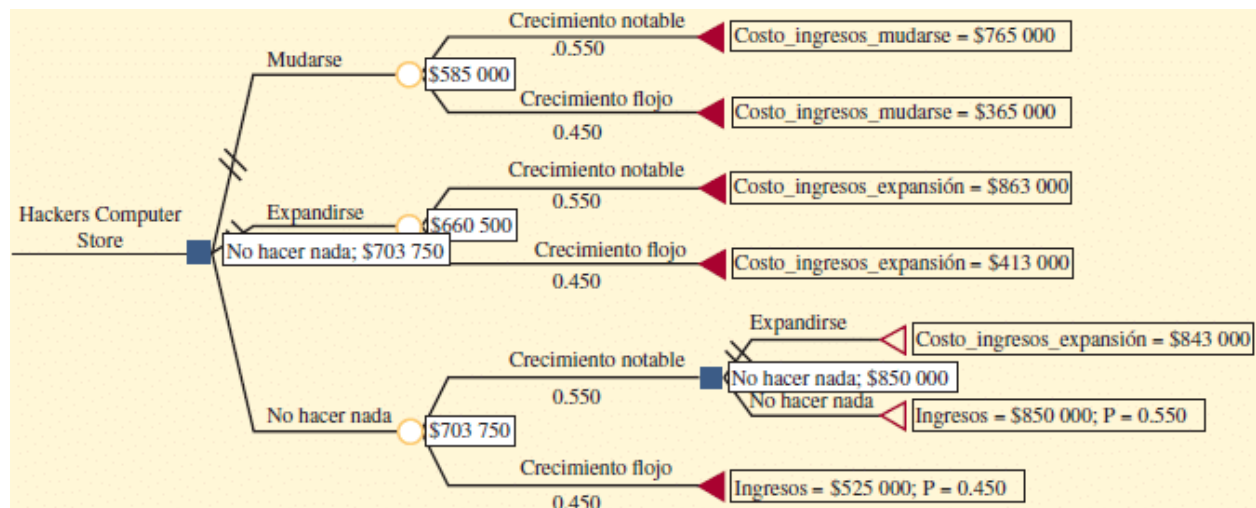 Crecimiento notable
.0.550
Costo_ingresos_mudarse = $765 000
Mudarse
$585 000
Crecimiento flojo
0.450
Costo_ingresos_mudarse = $365 000
Crecimiento notable
0.550
Costo_ingresos_expansión = $863 000
Hackers Computer
Store
Expandirse
$660 500
No hacer nada; $703 750
Crecimiento flojo
0.450
Costo_ingresos_expansión = $413 000
Expandirse
Costo_ingresos_expansión = $843 000
Crecimiento notable
0.550
No hacer nada; $850 000
No hacer nada
Ingresos = $850 000; P = 0.550
No hacer nada
$703 750
Crecimiento flojo
0.450
Ingresos = $525 000; P = 0.450